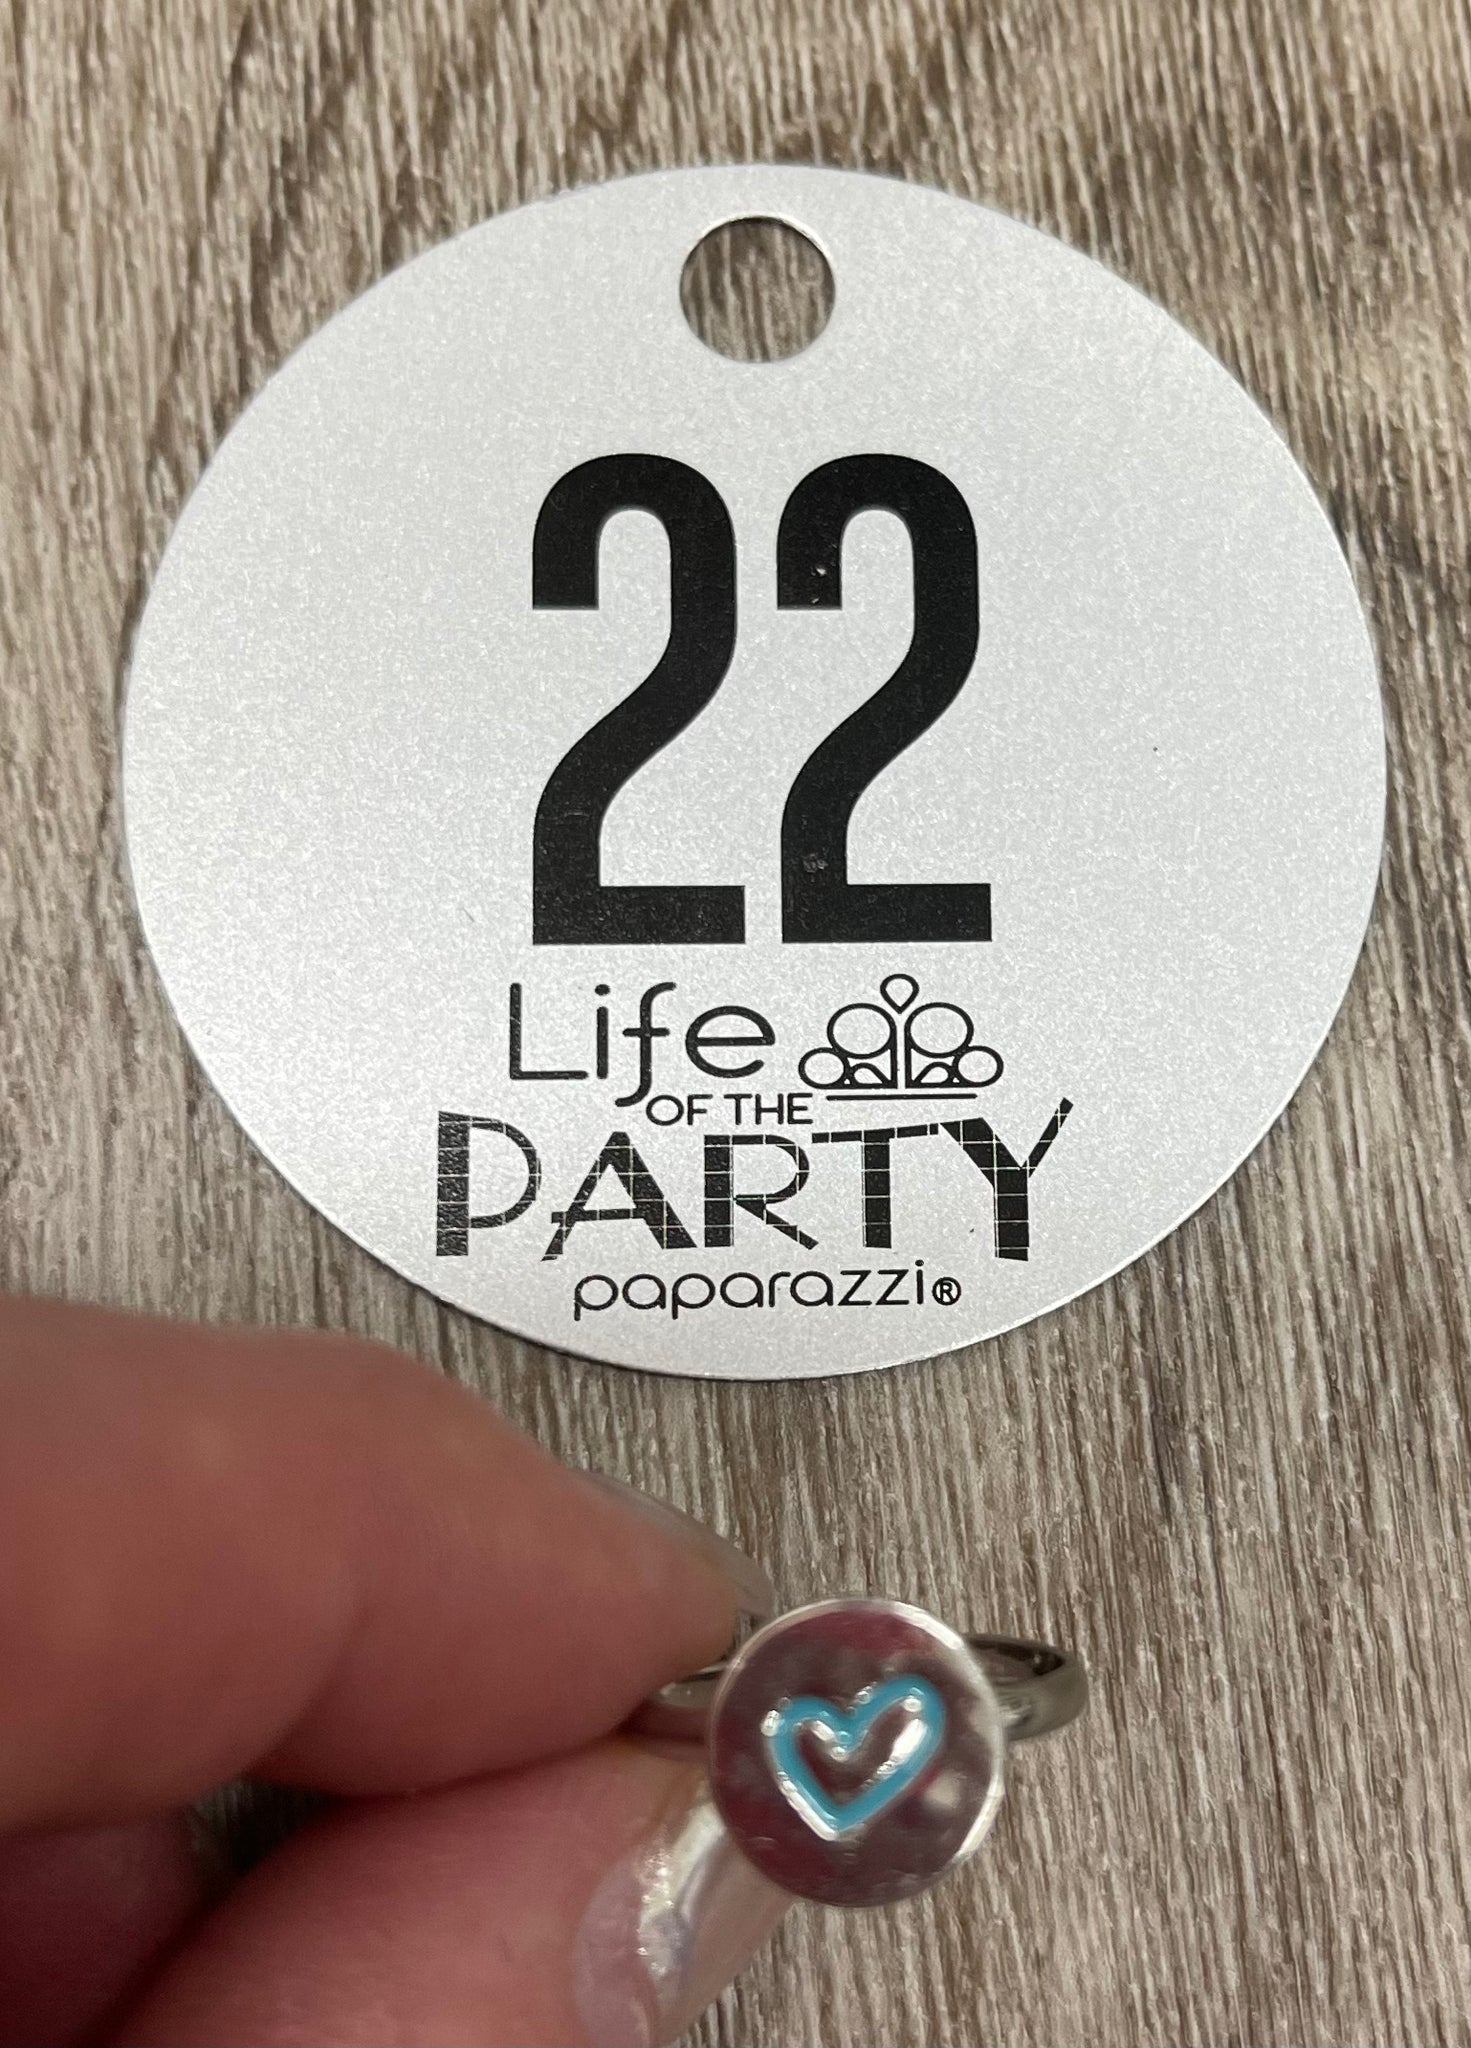 22
Life
OF THE
PARTY
paparazzi®